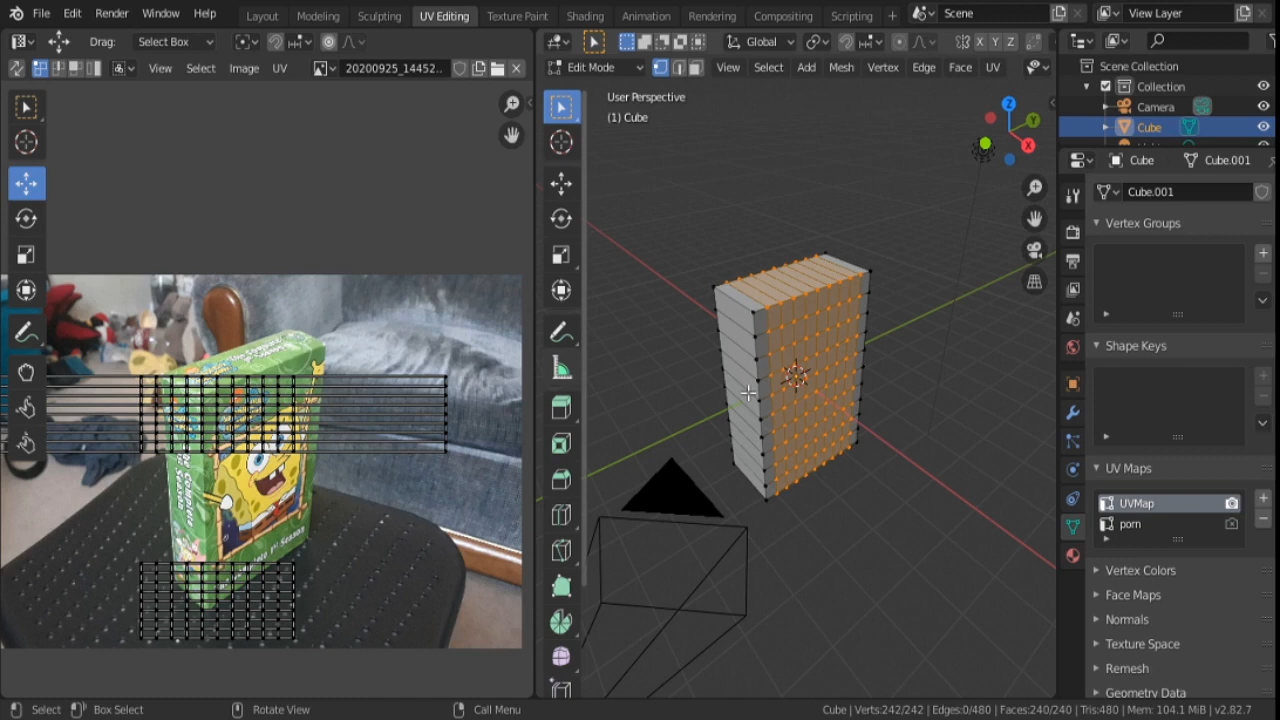 File Edit Render Window Help Layout Modeling Sculpting UV Editing Texture Paint Shading Animation Rendering Compositing Scripting + Scene View Layer
Drag: Select Box Global X Y Z
View Select Image UV 20200925_14452.. Edit Mode View Select Add Mesh Vertex Edge Face UV
Scene Collection
Collection
Camera
Cube
User Perspective
(1) Cube
Z
Y
X
Cube Cube.001
Cube.001
Vertex Groups
Shape Keys
UV Maps
UVMap
porn
Vertex Colors
Face Maps
Normals
Texture Space
Remesh
Geometry Data
Complete 1st Season
Select Box Select Rotate View Call Menu Cube | Verts:242/242 | Edges:0/480 | Faces:240/240 | Tris:480 | Mem: 104.1 MiB | v2.82.7